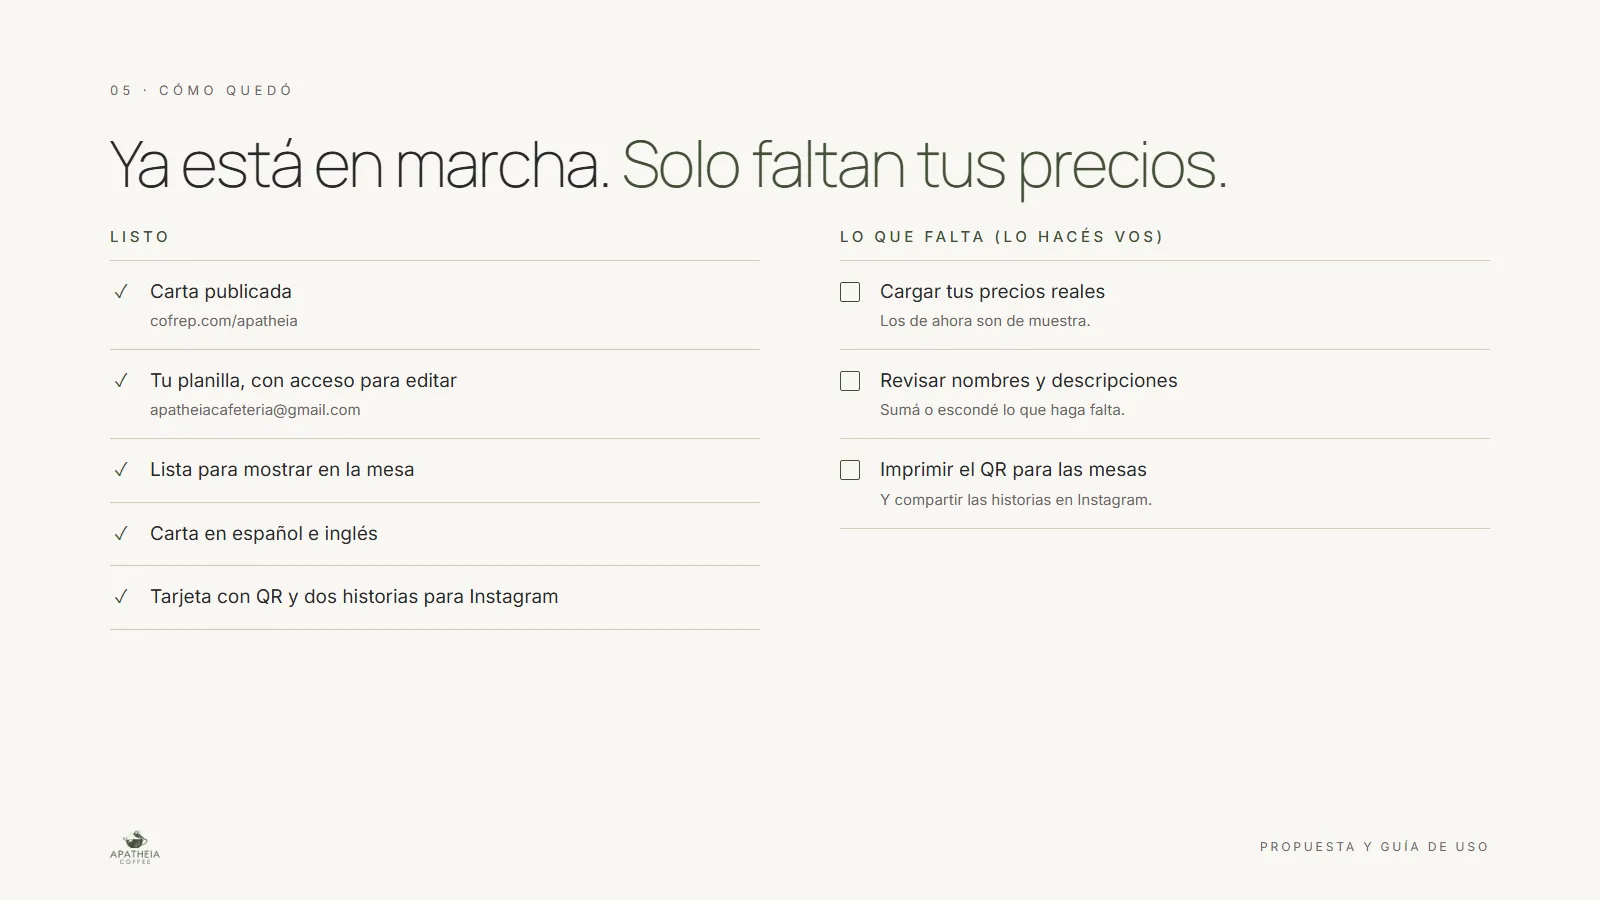 05 · CÓMO QUEDÓ
Ya está en marcha. Solo faltan tus precios.
LISTO
✓ Carta publicada
cofrep.com/apatheia
✓ Tu planilla, con acceso para editar
apatheiacafeteria@gmail.com
✓ Lista para mostrar en la mesa
✓ Carta en español e inglés
✓ Tarjeta con QR y dos historias para Instagram
LO QUE FALTA (LO HACÉS VOS)
Cargar tus precios reales
Los de ahora son de muestra.
Revisar nombres y descripciones
Sumá o escondé lo que haga falta.
Imprimir el QR para las mesas
Y compartir las historias en Instagram.
APATHEIA
COFFEE
PROPUESTA Y GUÍA DE USO